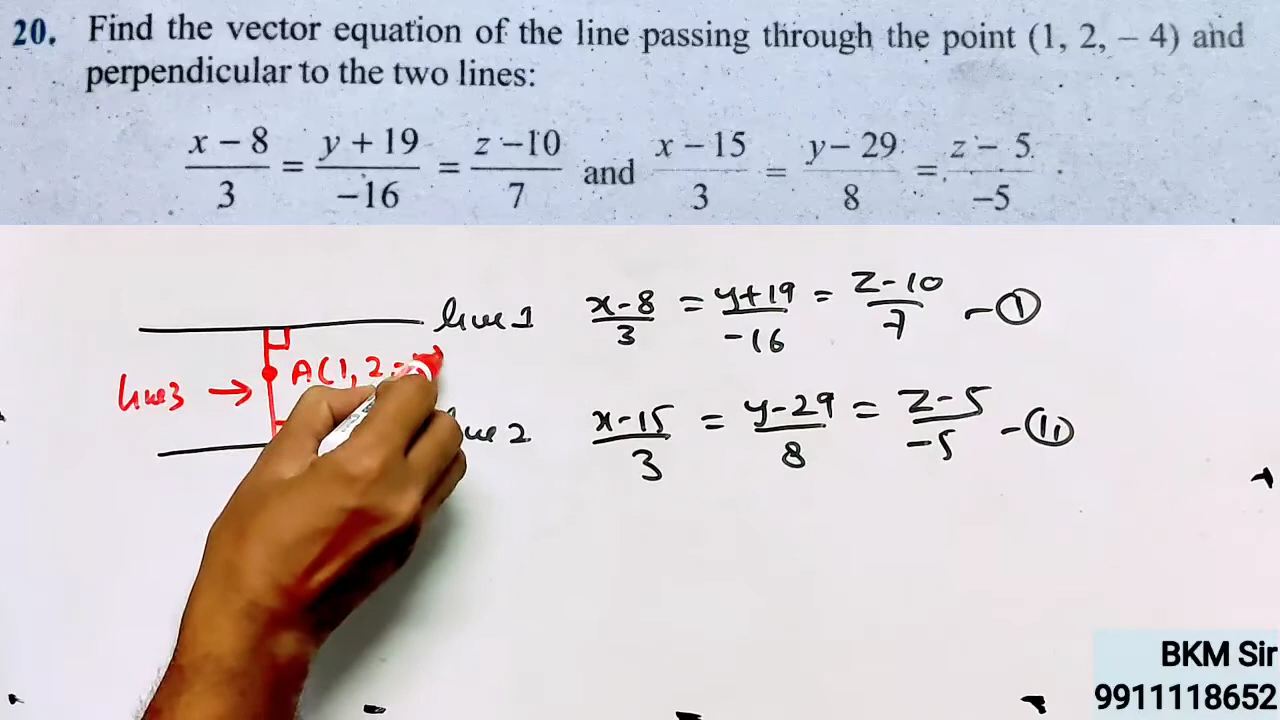 20. Find the vector equation of the line passing through the point (1, 2, – 4) and
perpendicular to the two lines:
x – 8 / 3 = y + 19 / –16 = z – 10 / 7 and x – 15 / 3 = y – 29 / 8 = z – 5 / –5
line 1 x-8 / 3 = y+19 / -16 = z-10 / 7 - (I)
line 3 → A(1, 2,
2 x-15 / 3 = y-29 / 8 = z-5 / -5 - (II)
BKM Sir
9911118652